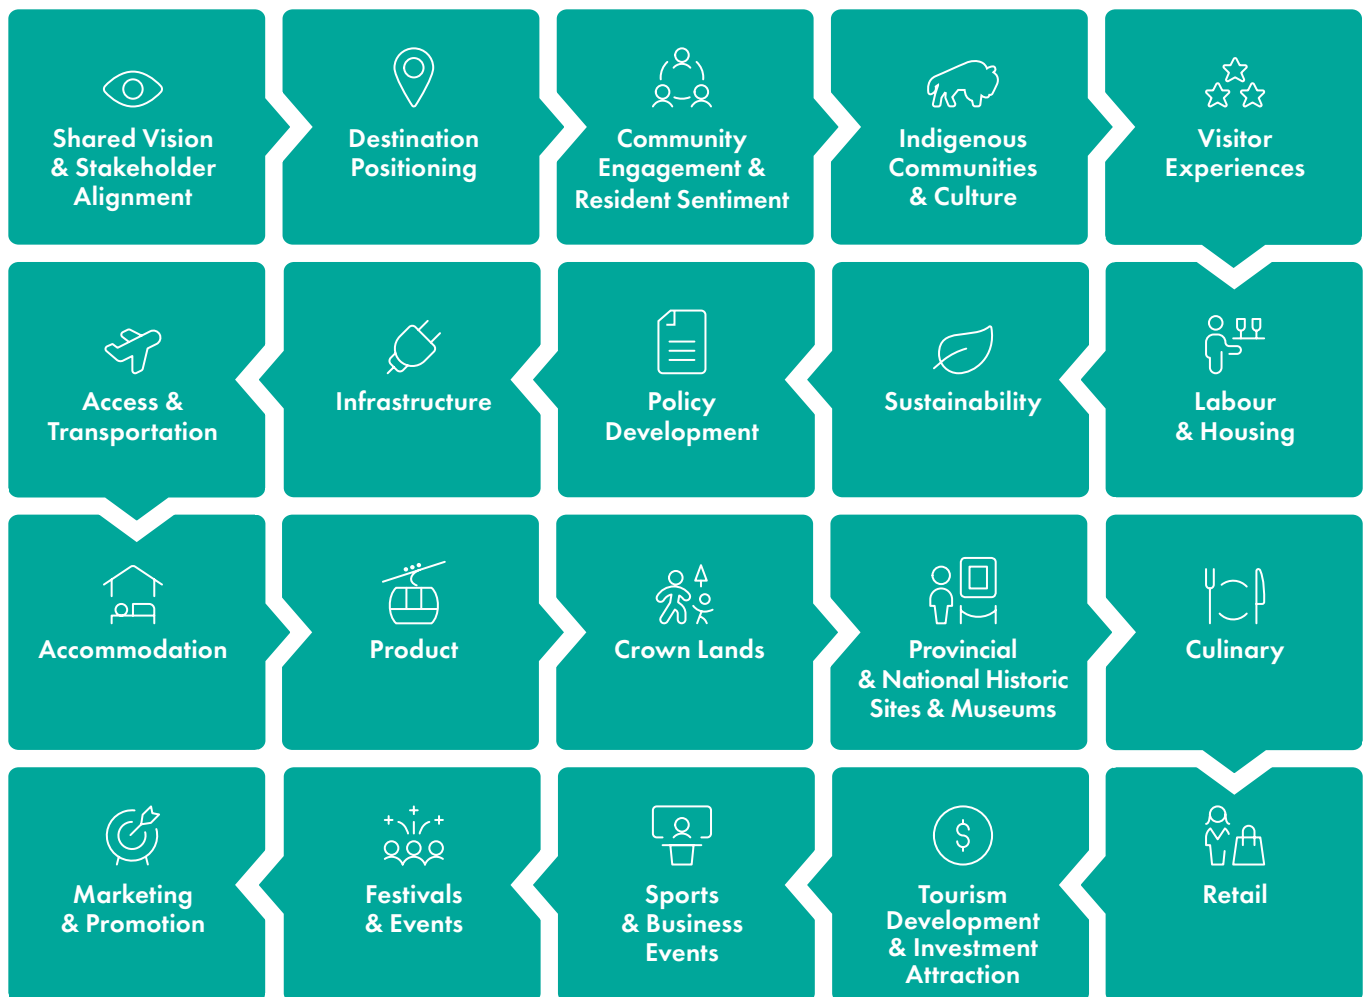 Shared Vision
& Stakeholder
Alignment
Destination
Positioning
Community
Engagement &
Resident Sentiment
Indigenous
Communities
& Culture
Visitor
Experiences
Access &
Transportation
Infrastructure
Policy
Development
Sustainability
Labour
& Housing
Accommodation
Product
Crown Lands
Provincial
& National Historic
Sites & Museums
Culinary
Marketing
& Promotion
Festivals
& Events
Sports
& Business
Events
Tourism
Development
& Investment
Attraction
Retail